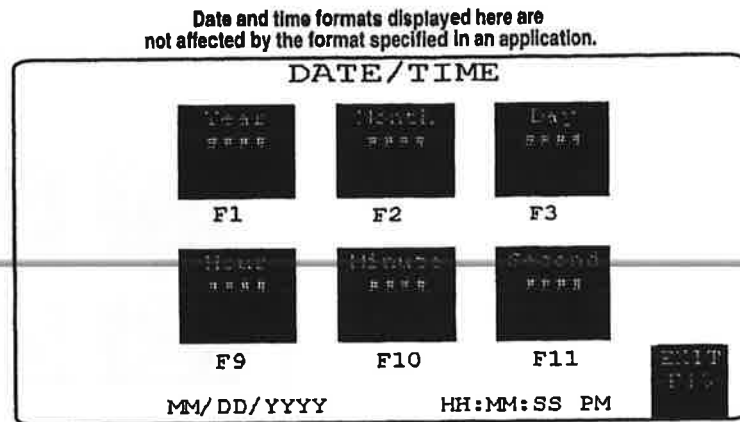 Date and time formats displayed here are
not affected by the format specified in an application.
DATE/TIME
Year Month Day
#### #### ####
F1 F2 F3
Hour Minute Second
#### #### ####
F9 F10 F11
EXIT
MM/DD/YYYY HH:MM:SS PM